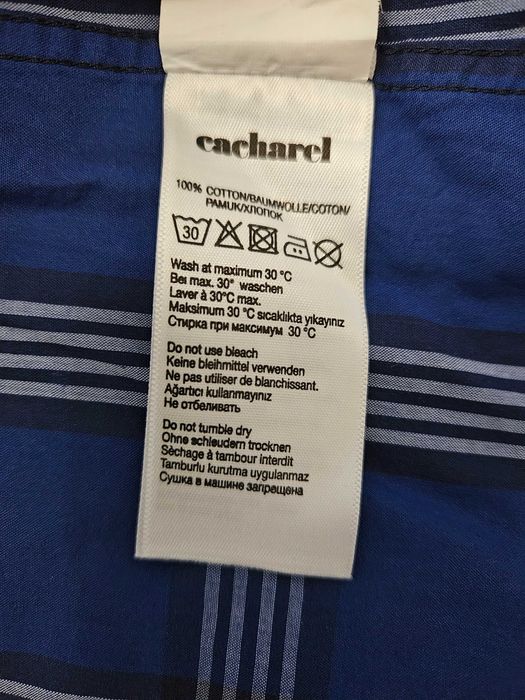 cacharel
100% COTTON/BAUMWOLLE/COTON/
PAMUK/ХЛОПОК
30
Wash at maximum 30 °C
Bei max. 30° waschen
Laver à 30°C max.
Maksimum 30 °C sıcaklıkta yıkayınız
Стирка при максимум 30 °C
Do not use bleach
Keine bleihmittel verwenden
Ne pas utiliser de blanchissant.
Ağartıcı kullanmayınız
Не отбеливать
Do not tumble dry
Ohne schleudern trocknen
Sèchage à tambour interdit
Tamburlu kurutma uygulanmaz
Сушка в машине запрещена